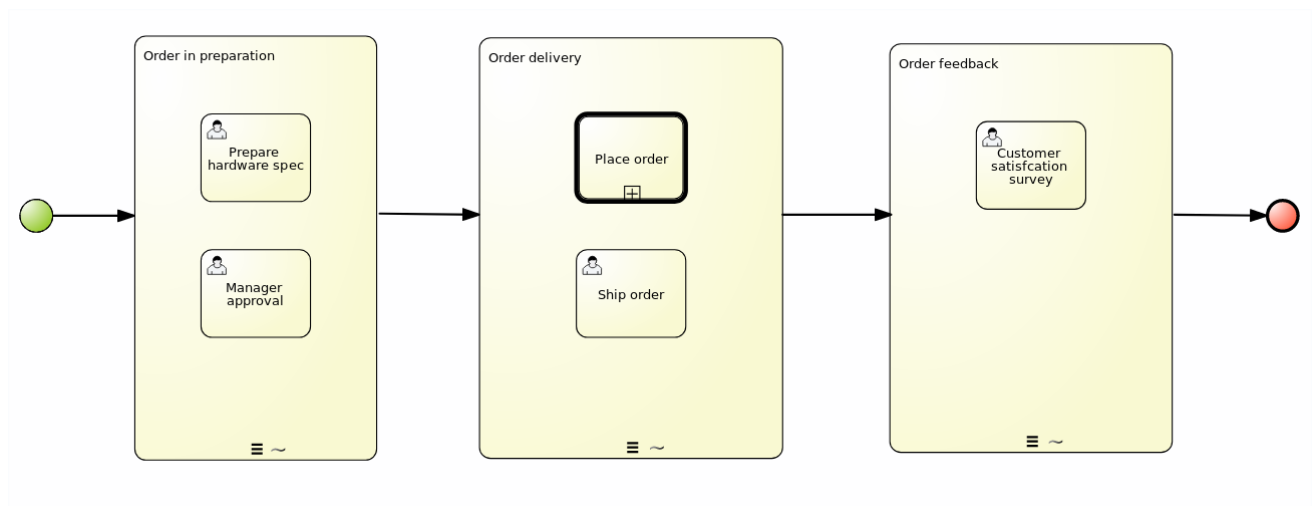 Order in preparation
Prepare
hardware spec
Manager
approval
Order delivery
Place order
Ship order
Order feedback
Customer
satisfcation
survey